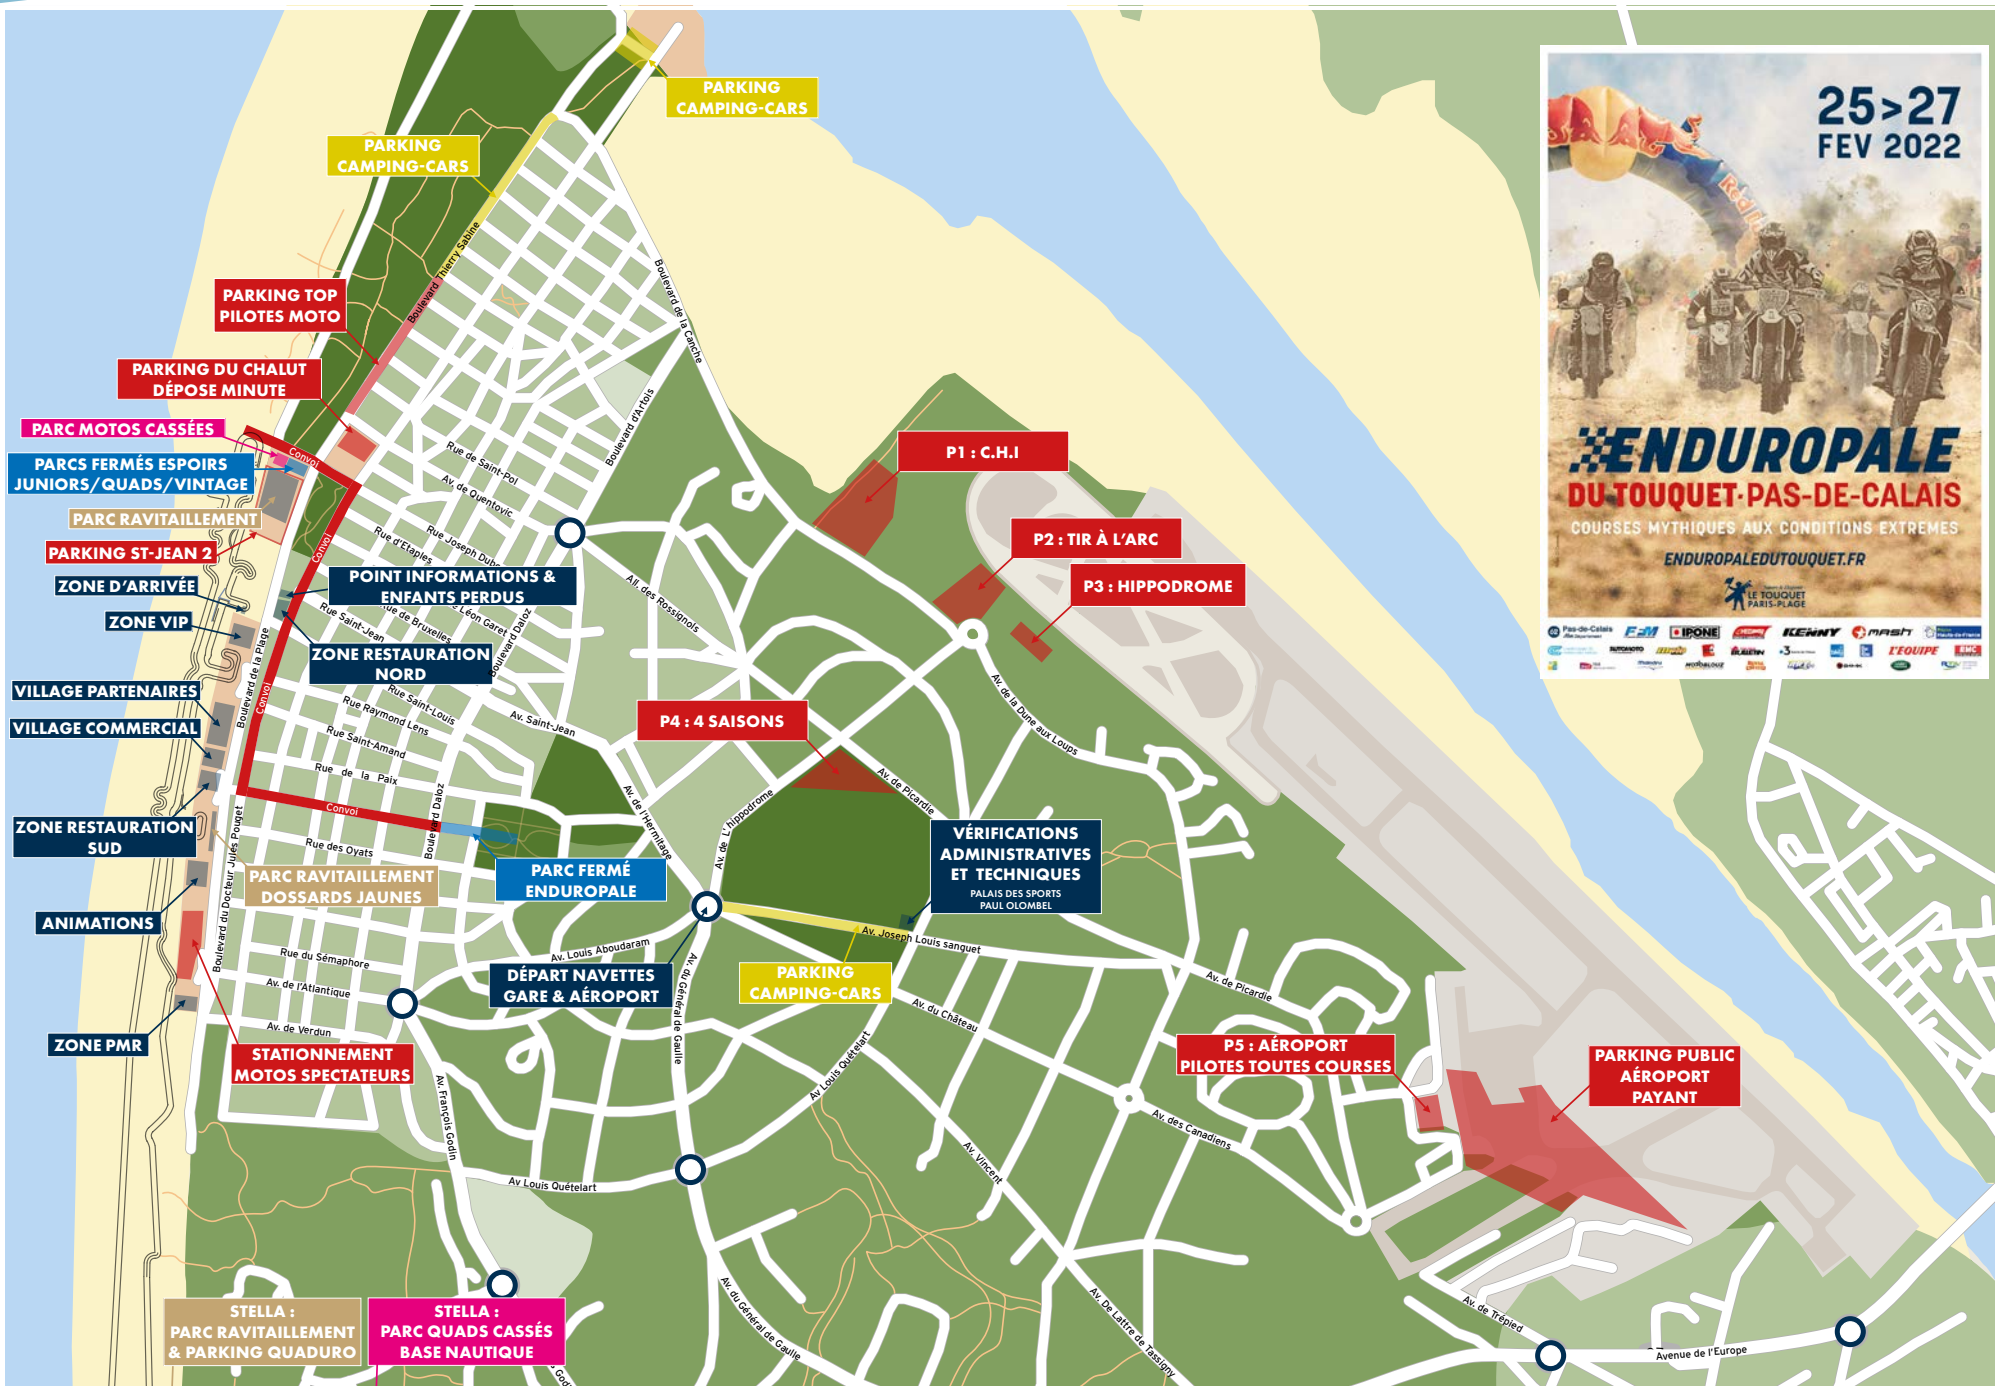 PARKING
CAMPING-CARS
PARKING
CAMPING-CARS
25>27
FEV 2022
Red Bull
Boulevard Thierry Sabine
Boulevard de la Canche
PARKING TOP
PILOTES MOTO
PARKING DU CHALUT
DÉPOSE MINUTE
PARC MOTOS CASSÉES
PARCS FERMÉS ESPOIRS
JUNIORS/QUADS/VINTAGE
PARC RAVITAILLEMENT
PARKING ST-JEAN 2
ZONE D'ARRIVÉE
ZONE VIP
VILLAGE PARTENAIRES
VILLAGE COMMERCIAL
ZONE RESTAURATION
SUD
ANIMATIONS
ZONE PMR
Convoi
Convoi
Convoi
Convoi
Boulevard d'Artois
Rue de Saint-Pol
Av. de Quentovic
Rue Joseph Dubo
Rue d'Etaples
POINT INFORMATIONS &
ENFANTS PERDUS
Rue Saint-Jean
Rue de Bruxelles
Léon Garet
Boulevard Daloz
ZONE RESTAURATION
NORD
Boulevard de la Plage
Rue Saint-Louis
Rue Raymond Lens
Rue Saint-Amand
Rue de la Paix
Av. Saint-Jean
All. des Rossignols
P1 : C.H.I
P2 : TIR À L'ARC
P3 : HIPPODROME
P4 : 4 SAISONS
Av. de la Dune aux Loups
Av. de Picardie
Av. de L'hippodrome
Av. de l'Hermitage
Boulevard Daloz
Rue des Oyats
Boulevard du Docteur Jules Pouget
PARC RAVITAILLEMENT
DOSSARDS JAUNES
PARC FERMÉ
ENDUROPALE
VÉRIFICATIONS
ADMINISTRATIVES
ET TECHNIQUES
PALAIS DES SPORTS
PAUL OLOMBEL
Av. Joseph Louis sanguet
Av. Louis Aboudaram
DÉPART NAVETTES
GARE & AÉROPORT
PARKING
CAMPING-CARS
Rue du Sémaphore
Av. de l'Atlantique
Av. de Verdun
STATIONNEMENT
MOTOS SPECTATEURS
Av. du Général de Gaulle
Av. du Château
Av. de Picardie
Av Louis Quételart
Av. François Godin
Av Louis Quételart
P5 : AÉROPORT
PILOTES TOUTES COURSES
PARKING PUBLIC
AÉROPORT
PAYANT
Av. des Canadiens
Av. Vincent
Av. du Général de Gaulle
Av. De Lattre de Tassigny
Av. de Trépied
Avenue de l'Europe
STELLA :
PARC RAVITAILLEMENT
& PARKING QUADURO
STELLA :
PARC QUADS CASSÉS
BASE NAUTIQUE
ENDUROPALE
DU TOUQUET·PAS-DE-CALAIS
COURSES MYTHIQUES AUX CONDITIONS EXTREMES
ENDUROPALEDUTOUQUET.FR
LE TOUQUET
PARIS-PLAGE
Pas-de-Calais
FFM
IPONE
KENNY
MASH
Hauts-de-France
AUTOMOTO
L'EQUIPE
RMC